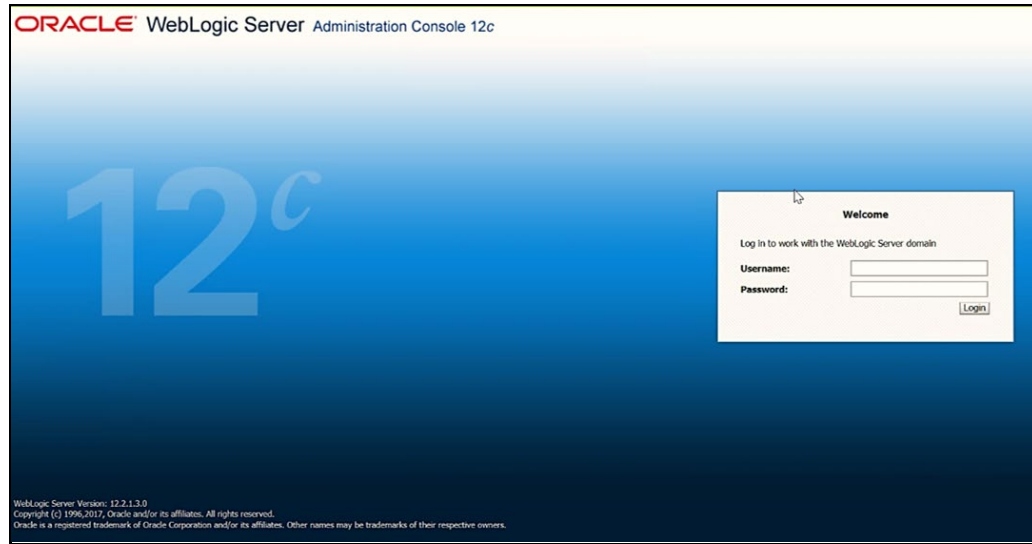 ORACLE WebLogic Server Administration Console 12c
12c
Welcome
Log in to work with the WebLogic Server domain
Username:
Password:
Login
WebLogic Server Version: 12.2.1.3.0
Copyright (c) 1996,2017, Oracle and/or its affiliates. All rights reserved.
Oracle is a registered trademark of Oracle Corporation and/or its affiliates. Other names may be trademarks of their respective owners.